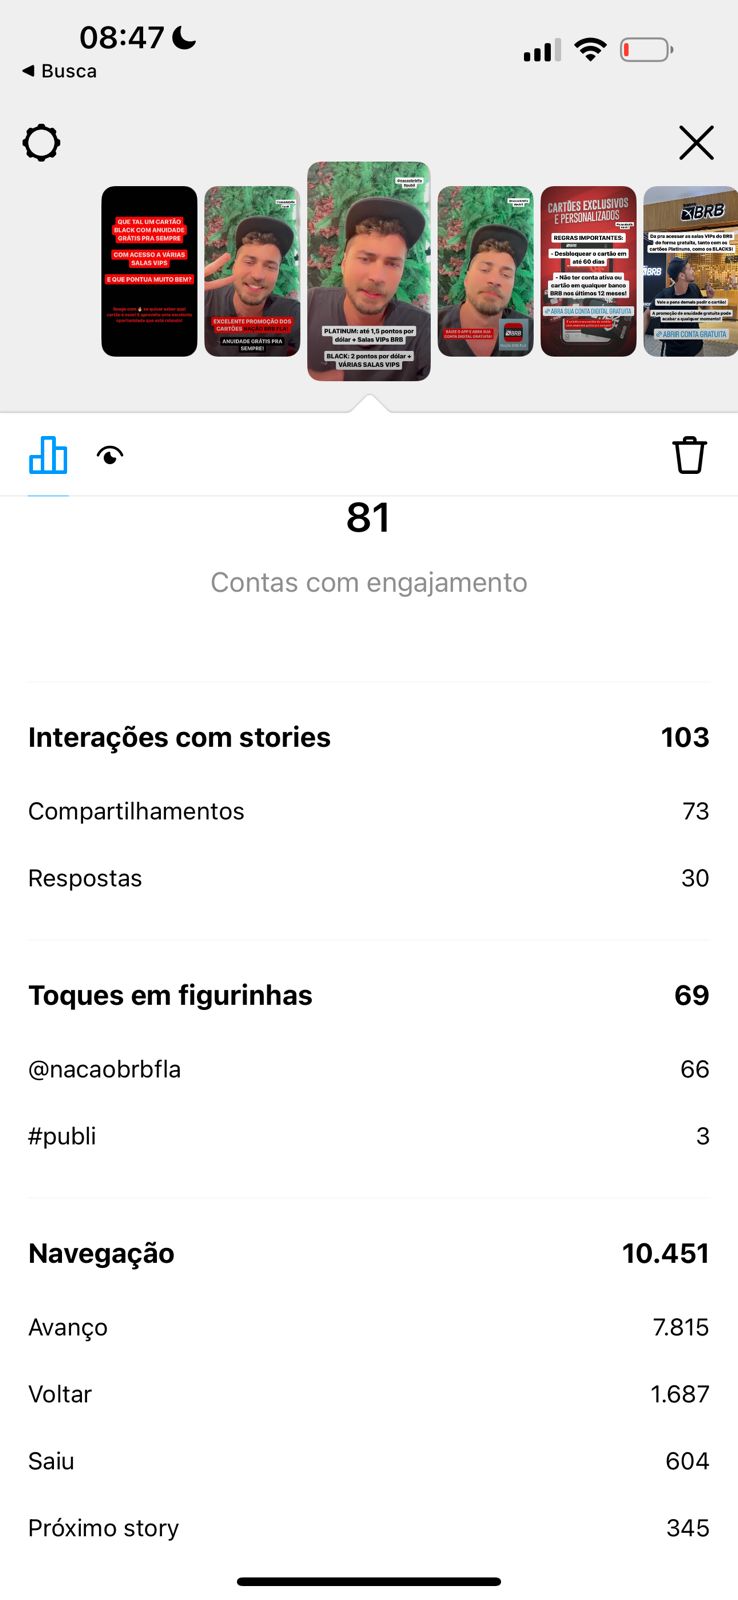 08:47
Busca
QUE TAL UM CARTÃO
BLACK COM ANUIDADE
GRÁTIS PRA SEMPRE
COM ACESSO A VÁRIAS
SALAS VIPS
E QUE PONTUA MUITO BEM?
EXCELENTE PROMOÇÃO DOS
CARTÕES NAÇÃO BRB FLA!
ANUIDADE GRÁTIS PRA
SEMPRE!
@nacaobrbfla
#publi
PLATINUM: até 1,5 pontos por
dólar + Salas VIPs BRB
BLACK: 2 pontos por dólar +
VÁRIAS SALAS VIPS
BAIXE O APP E ABRA SUA
CONTA DIGITAL GRATUITA!
BRB
CARTÕES EXCLUSIVOS
E PERSONALIZADOS
REGRAS IMPORTANTES:
- Desbloquear o cartão em
até 60 dias
- Não ter conta ativa ou
cartão em qualquer banco
BRB nos últimos 12 meses!
ABRA SUA CONTA DIGITAL GRATUITA
BRB
Da pra acessar as salas VIPs do BRB
de forma gratuita, tanto com os
cartões Platinuns, como os BLACKS!
BRB
Vale a pena demais pedir o cartão!
A promoção de anuidade gratuita pode
acabar a qualquer momento!
ABRIR CONTA GRATUITA
81
Contas com engajamento
Interações com stories 103
Compartilhamentos 73
Respostas 30
Toques em figurinhas 69
@nacaobrbfla 66
#publi 3
Navegação 10.451
Avanço 7.815
Voltar 1.687
Saiu 604
Próximo story 345